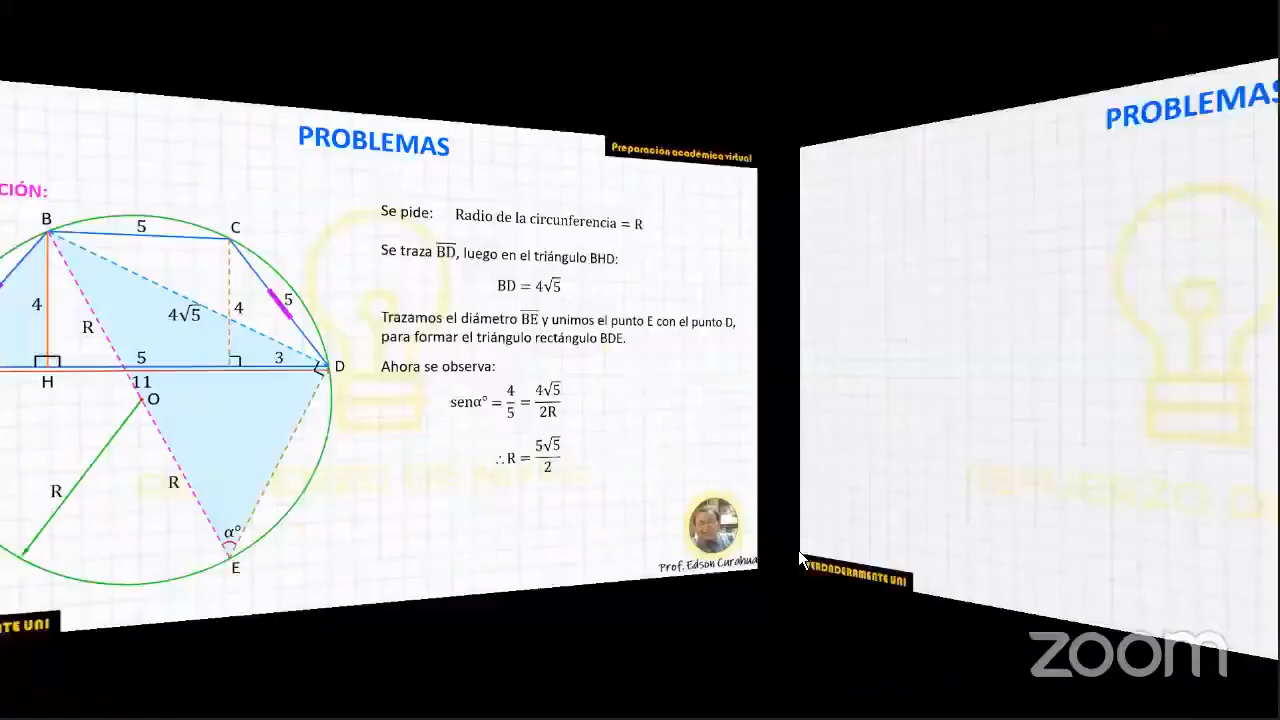 PROBLEMAS
Preparación académica virtual
CIÓN:
B
5
C
4
R
4√5
4
5
5
3
D
H
11
O
R
R
α°
E
Se pide: Radio de la circunferencia = R
Se traza BD, luego en el triángulo BHD:
BD = 4√5
Trazamos el diámetro BE y unimos el punto E con el punto D,
para formar el triángulo rectángulo BDE.
Ahora se observa:
senα° = 4/5 = 4√5/2R
∴R = 5√5/2
Prof. Edson Curahua
NTE UNI
PROBLEMAS
VERDADERAMENTE UNI
zoom